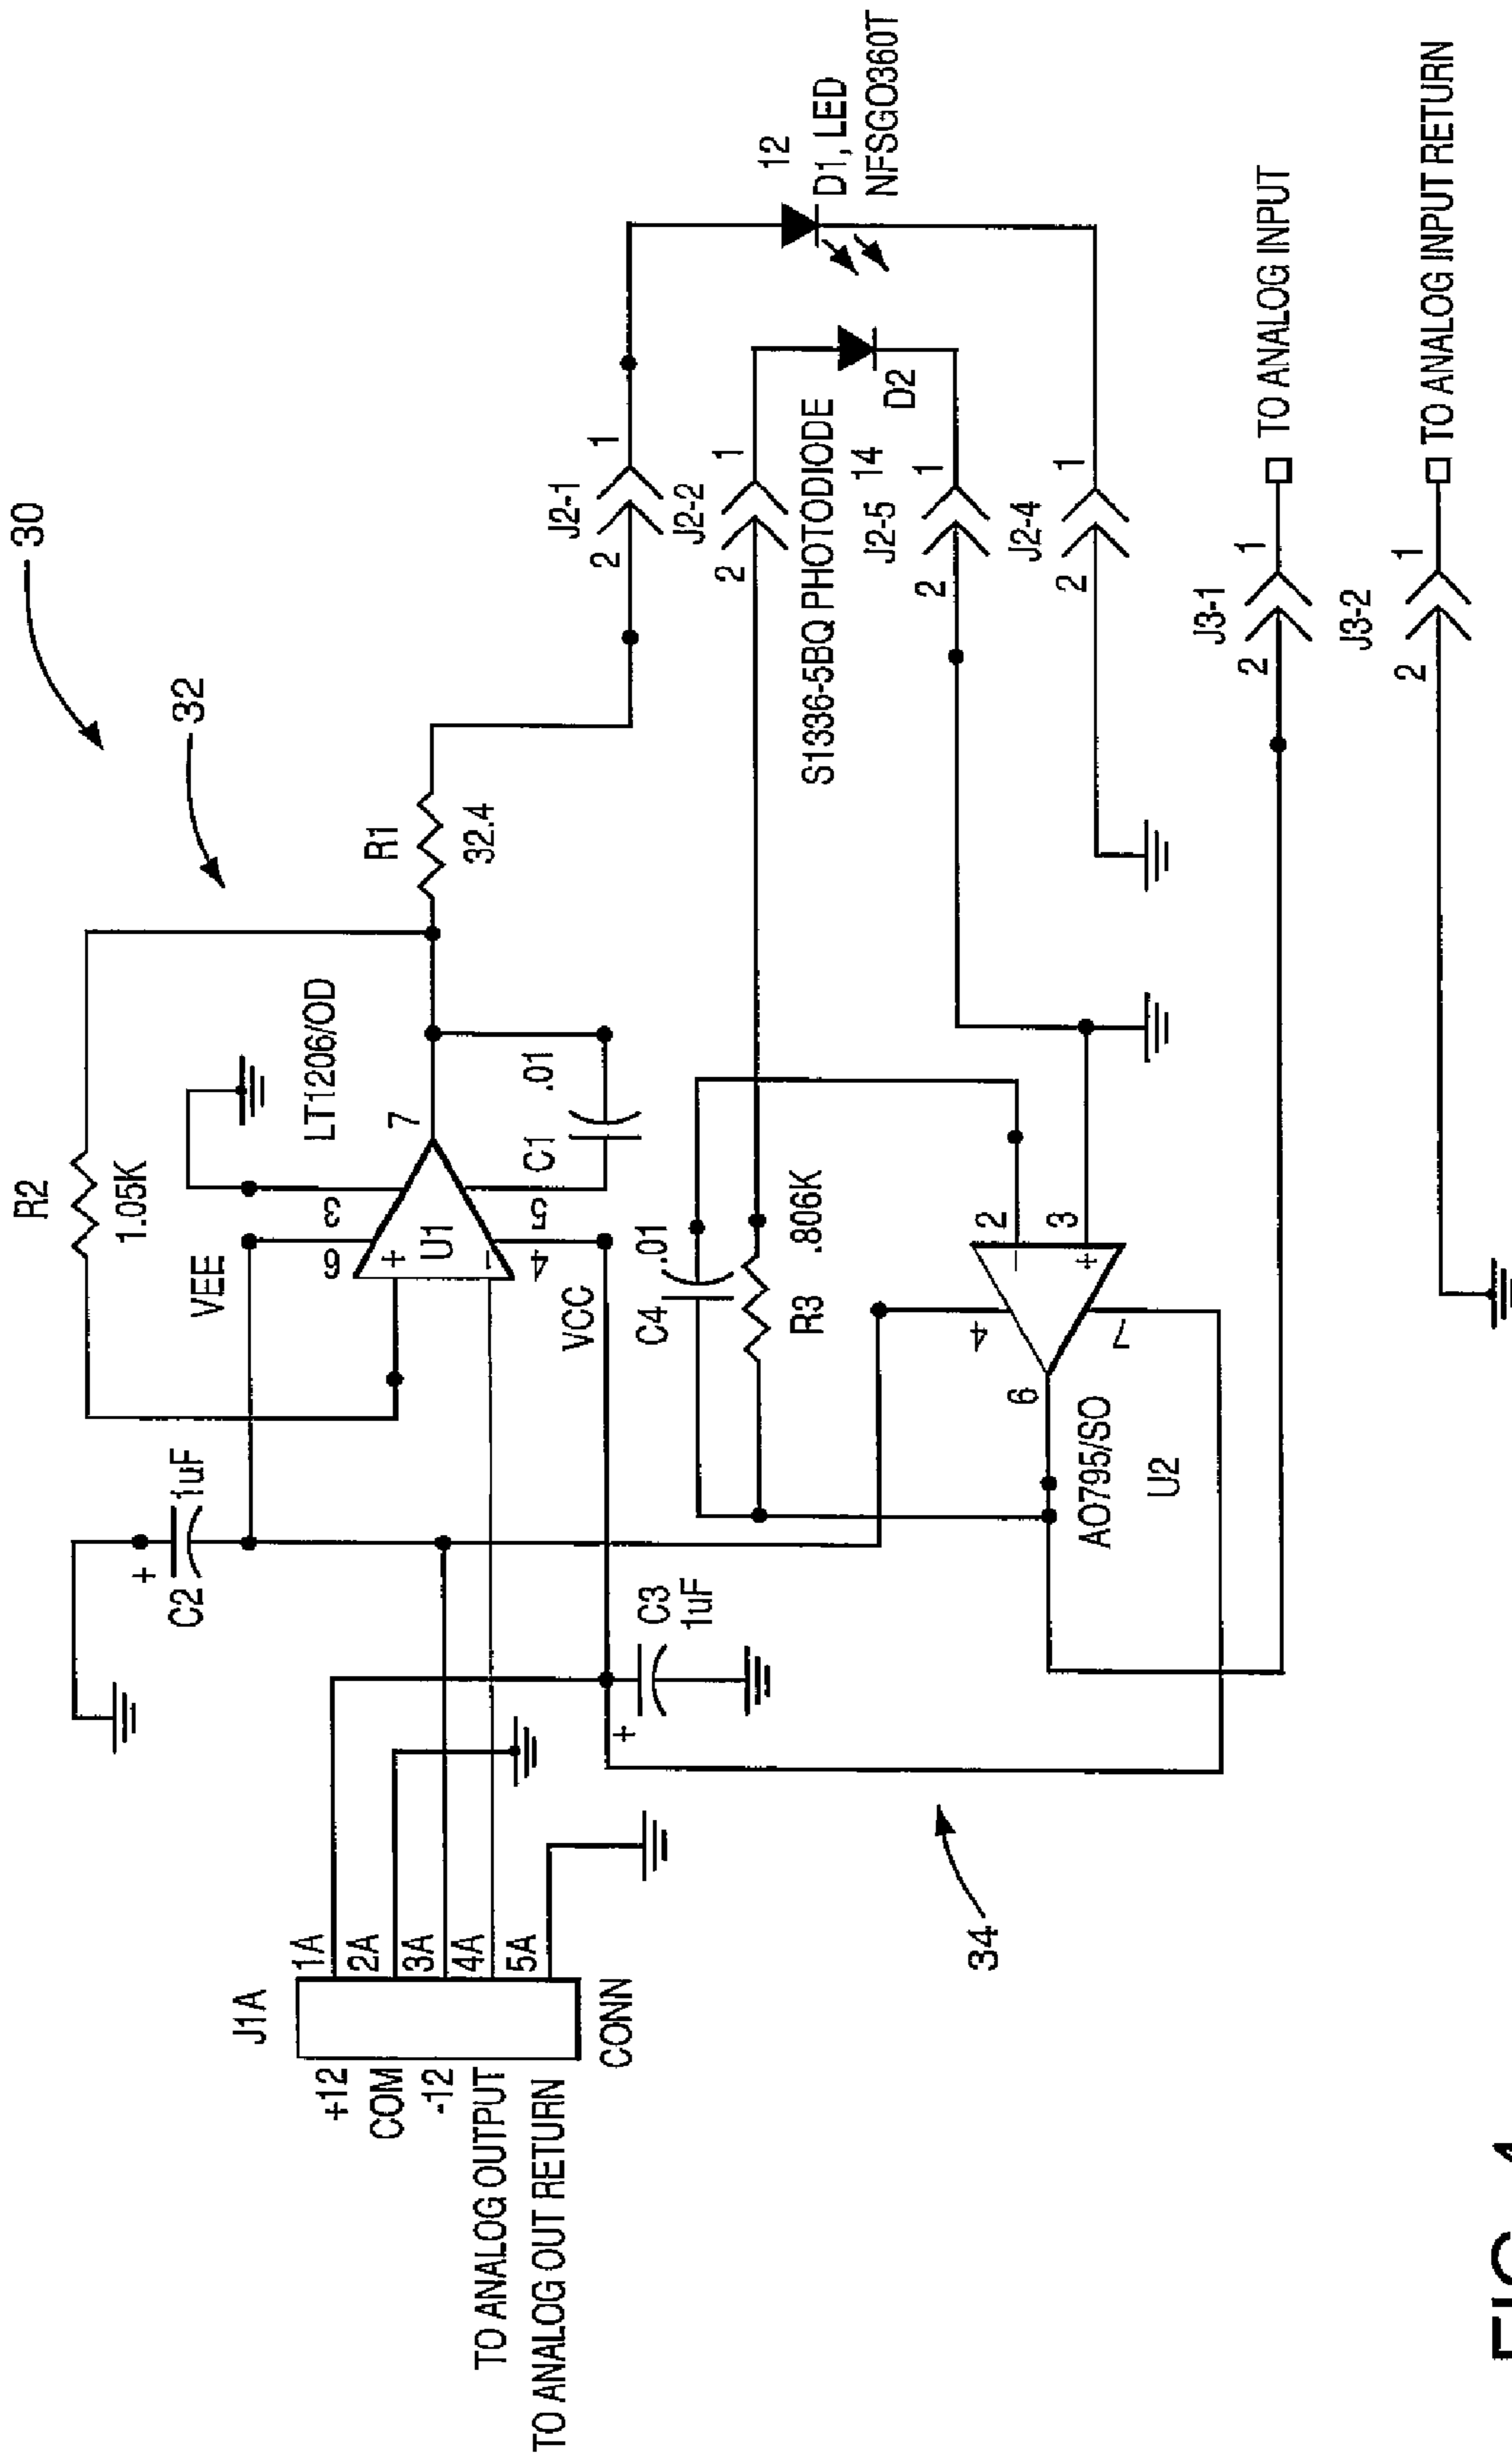 30
32
R2
1.05K
VEE
LT1206/OD
3
6
+
U1
7
5
4
-
C1
.01
VCC
R1
32.4
+
C2
1uF
J1A
+12
COM
-12
TO ANALOG OUTPUT
TO ANALOG OUT RETURN
1A
2A
3A
4A
5A
CONN
+
C3
1uF
C4
.01
R3
.806K
J2-1
2
1
J2-2
2
1
S1336-5BQ PHOTODIODE
14
D2
J2-5
2
1
J2-4
2
1
12
D1, LED
NFSGO360T
4
2
-
3
+
7
6
AO795/SO
U2
34
J3-1
2
1
TO ANALOG INPUT
J3-2
2
1
TO ANALOG INPUT RETURN